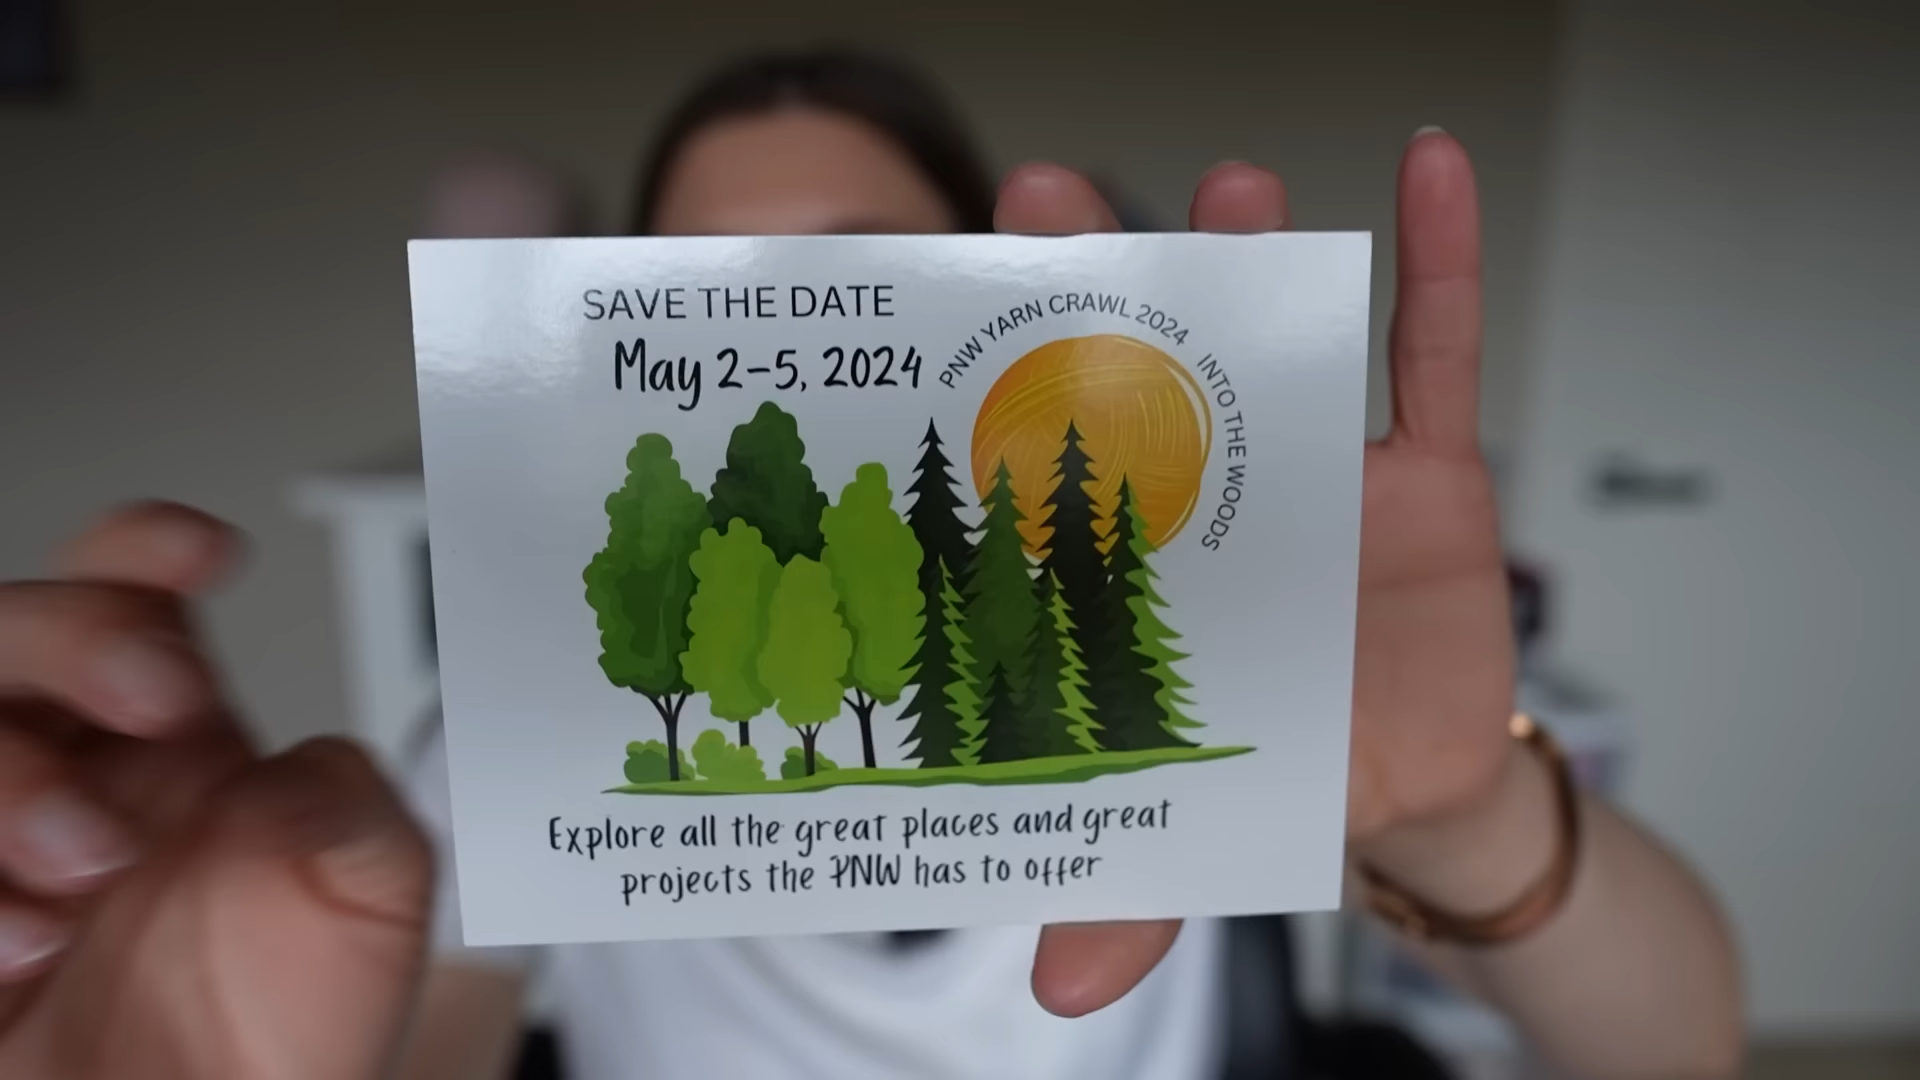 SAVE THE DATE
May 2-5, 2024
PNW YARN CRAWL 2024 INTO THE WOODS
Explore all the great places and great
projects the PNW has to offer